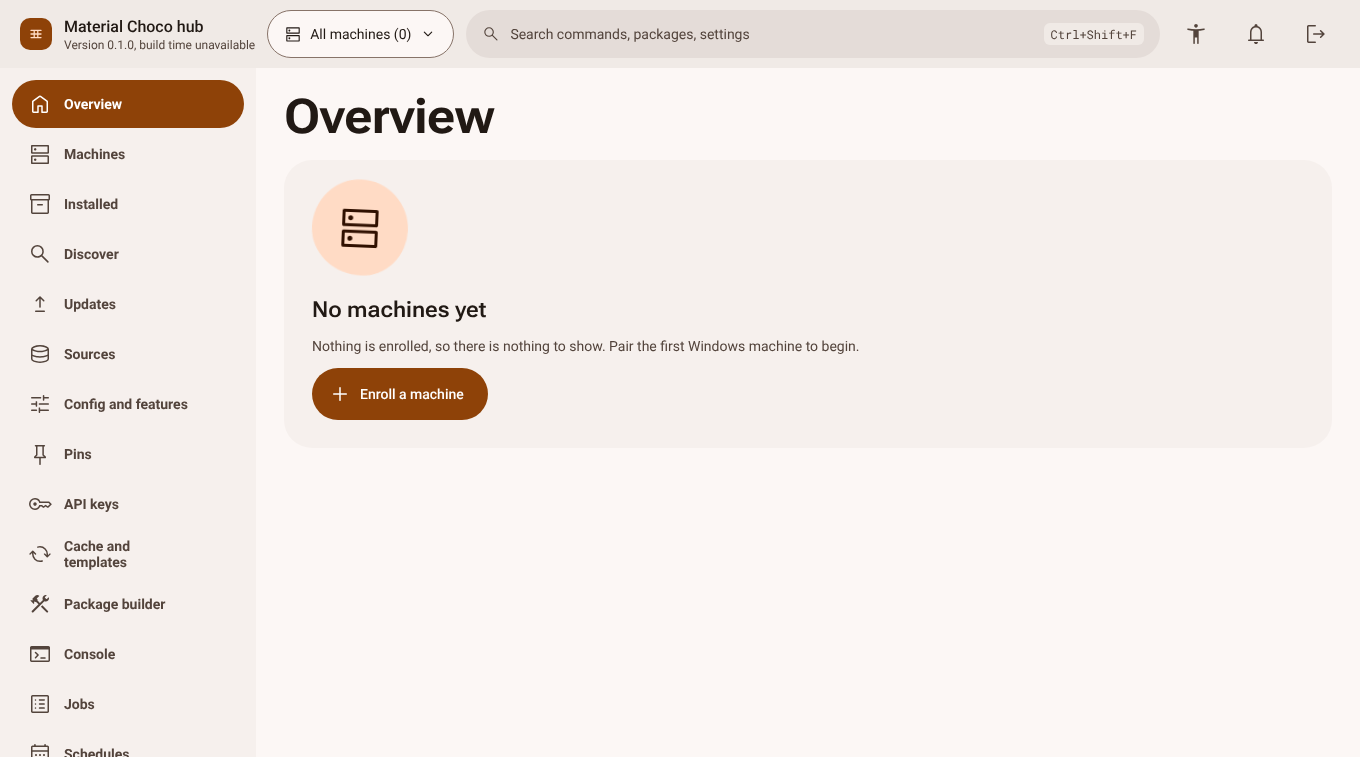 Material Choco hub
Version 0.1.0, build time unavailable
All machines (0)
Search commands, packages, settings
Ctrl+Shift+F
Overview
Machines
Installed
Discover
Updates
Sources
Config and features
Pins
API keys
Cache and
templates
Package builder
Console
Jobs
Schedules
Overview
No machines yet
Nothing is enrolled, so there is nothing to show. Pair the first Windows machine to begin.
Enroll a machine